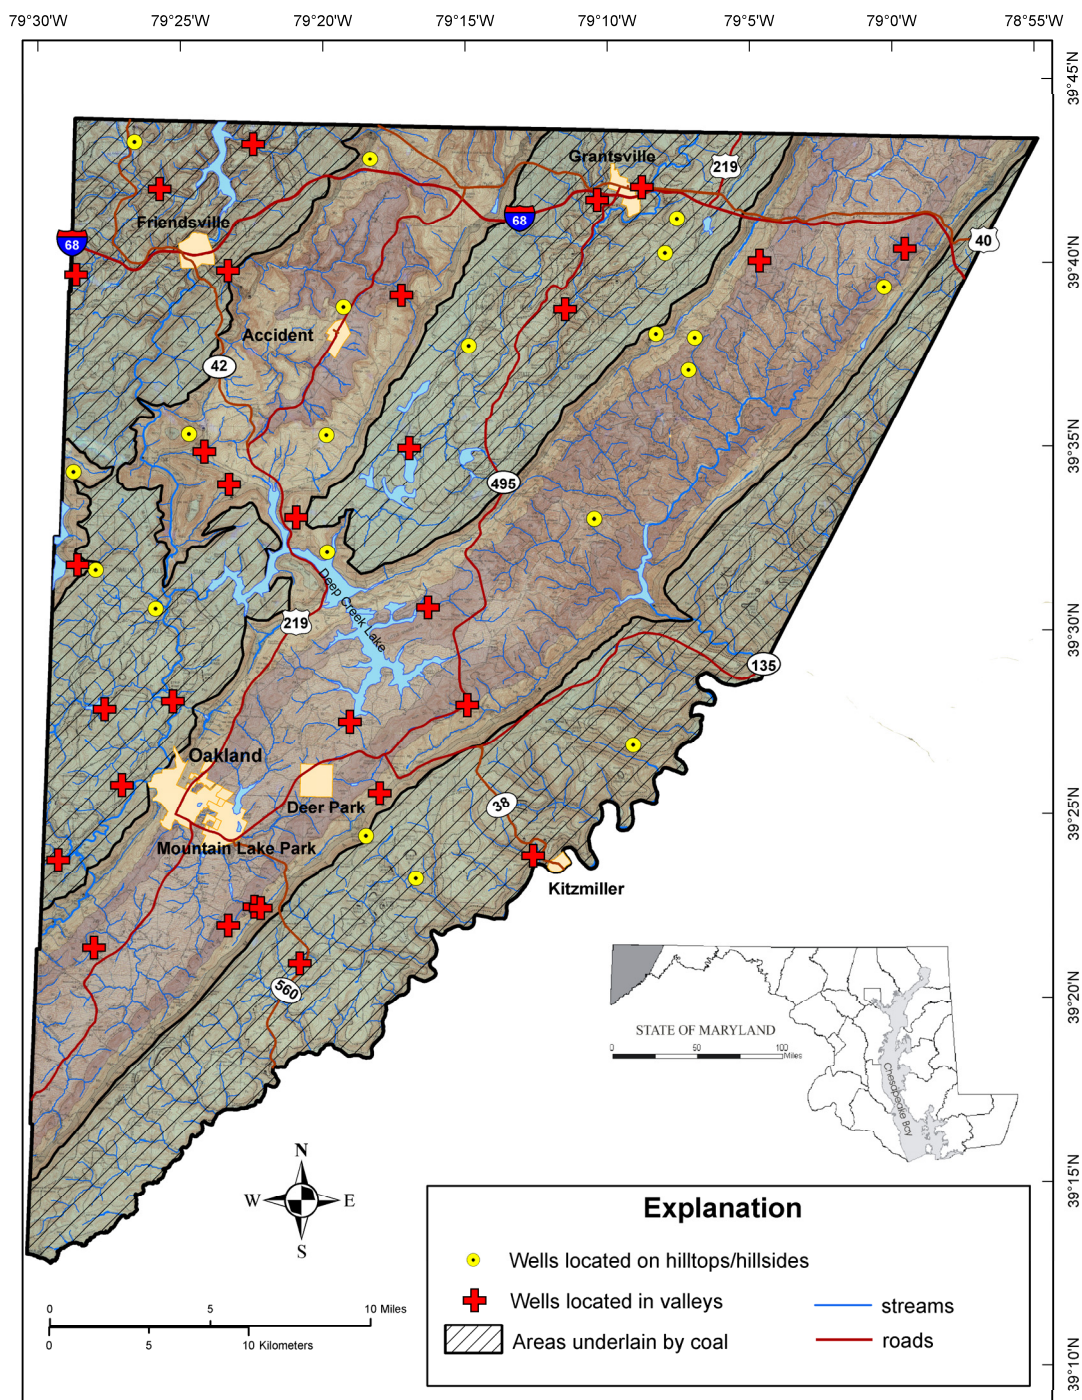 79°30'W 79°25'W 79°20'W 79°15'W 79°10'W 79°05'W 79°00'W 78°55'W
39°45'N
Grantsville
219
Friendsville
68
68
40
39°40'N
Accident
42
39°35'N
495
Deep Creek Lake
219
39°30'N
135
Oakland
Deer Park
38
39°25'N
Mountain Lake Park
Kitzmiller
560
39°20'N
STATE OF MARYLAND
0 50 100
Miles
Chesapeake Bay
N
W E
S
39°15'N
Explanation
Wells located on hilltops/hillsides
Wells located in valleys
streams
Areas underlain by coal
roads
0 5 10 Miles
0 5 10 Kilometers
39°10'N